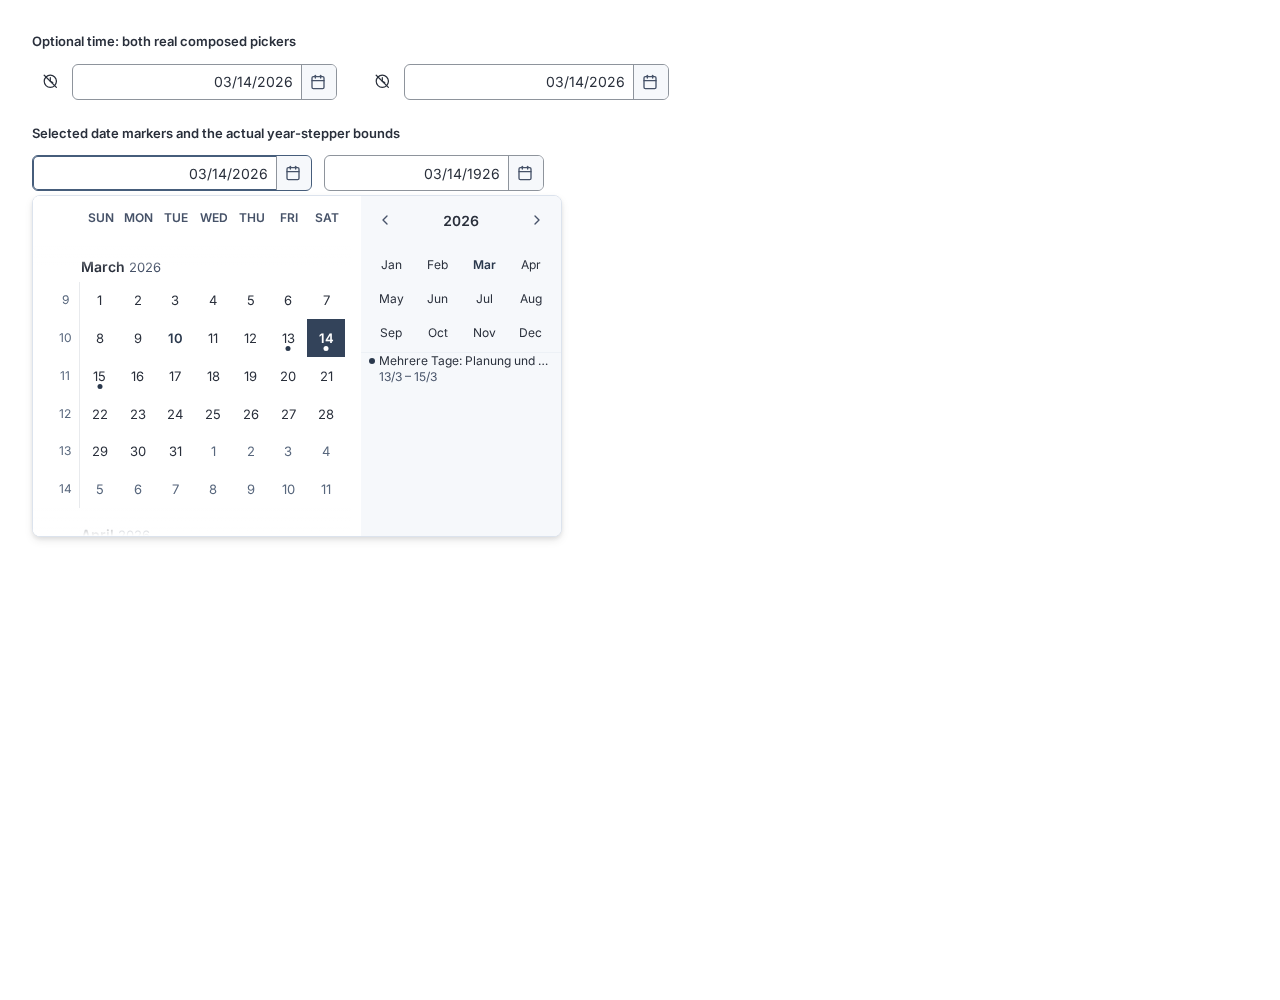 Optional time: both real composed pickers
03/14/2026 03/14/2026
Selected date markers and the actual year-stepper bounds
03/14/2026 03/14/1926
SUN MON TUE WED THU FRI SAT
March 2026
9 1 2 3 4 5 6 7
10 8 9 10 11 12 13 14
11 15 16 17 18 19 20 21
12 22 23 24 25 26 27 28
13 29 30 31 1 2 3 4
14 5 6 7 8 9 10 11
April 2026
2026
Jan Feb Mar Apr
May Jun Jul Aug
Sep Oct Nov Dec
Mehrere Tage: Planung und ...
13/3 – 15/3